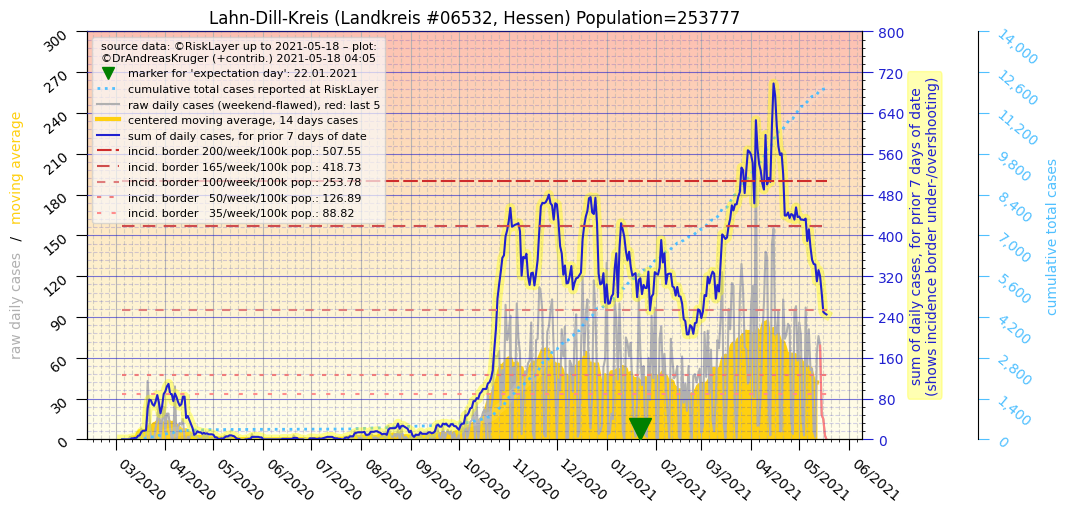 Lahn-Dill-Kreis (Landkreis #06532, Hessen) Population=253777
source data: ©RiskLayer up to 2021-05-18 – plot:
©DrAndreasKruger (+contrib.) 2021-05-18 04:05
marker for 'expectation day': 22.01.2021
cumulative total cases reported at RiskLayer
raw daily cases (weekend-flawed), red: last 5
centered moving average, 14 days cases
sum of daily cases, for prior 7 days of date
incid. border 200/week/100k pop.: 507.55
incid. border 165/week/100k pop.: 418.73
incid. border 100/week/100k pop.: 253.78
incid. border 50/week/100k pop.: 126.89
incid. border 35/week/100k pop.: 88.82
raw daily cases / moving average
300
270
240
210
180
150
120
90
60
30
0
03/2020
04/2020
05/2020
06/2020
07/2020
08/2020
09/2020
10/2020
11/2020
12/2020
01/2021
02/2021
03/2021
04/2021
05/2021
06/2021
800
720
640
560
480
400
320
240
160
80
0
sum of daily cases, for prior 7 days of date
(shows incidence border under-/overshooting)
14,000
12,600
11,200
9,800
8,400
7,000
5,600
4,200
2,800
1,400
0
cumulative total cases